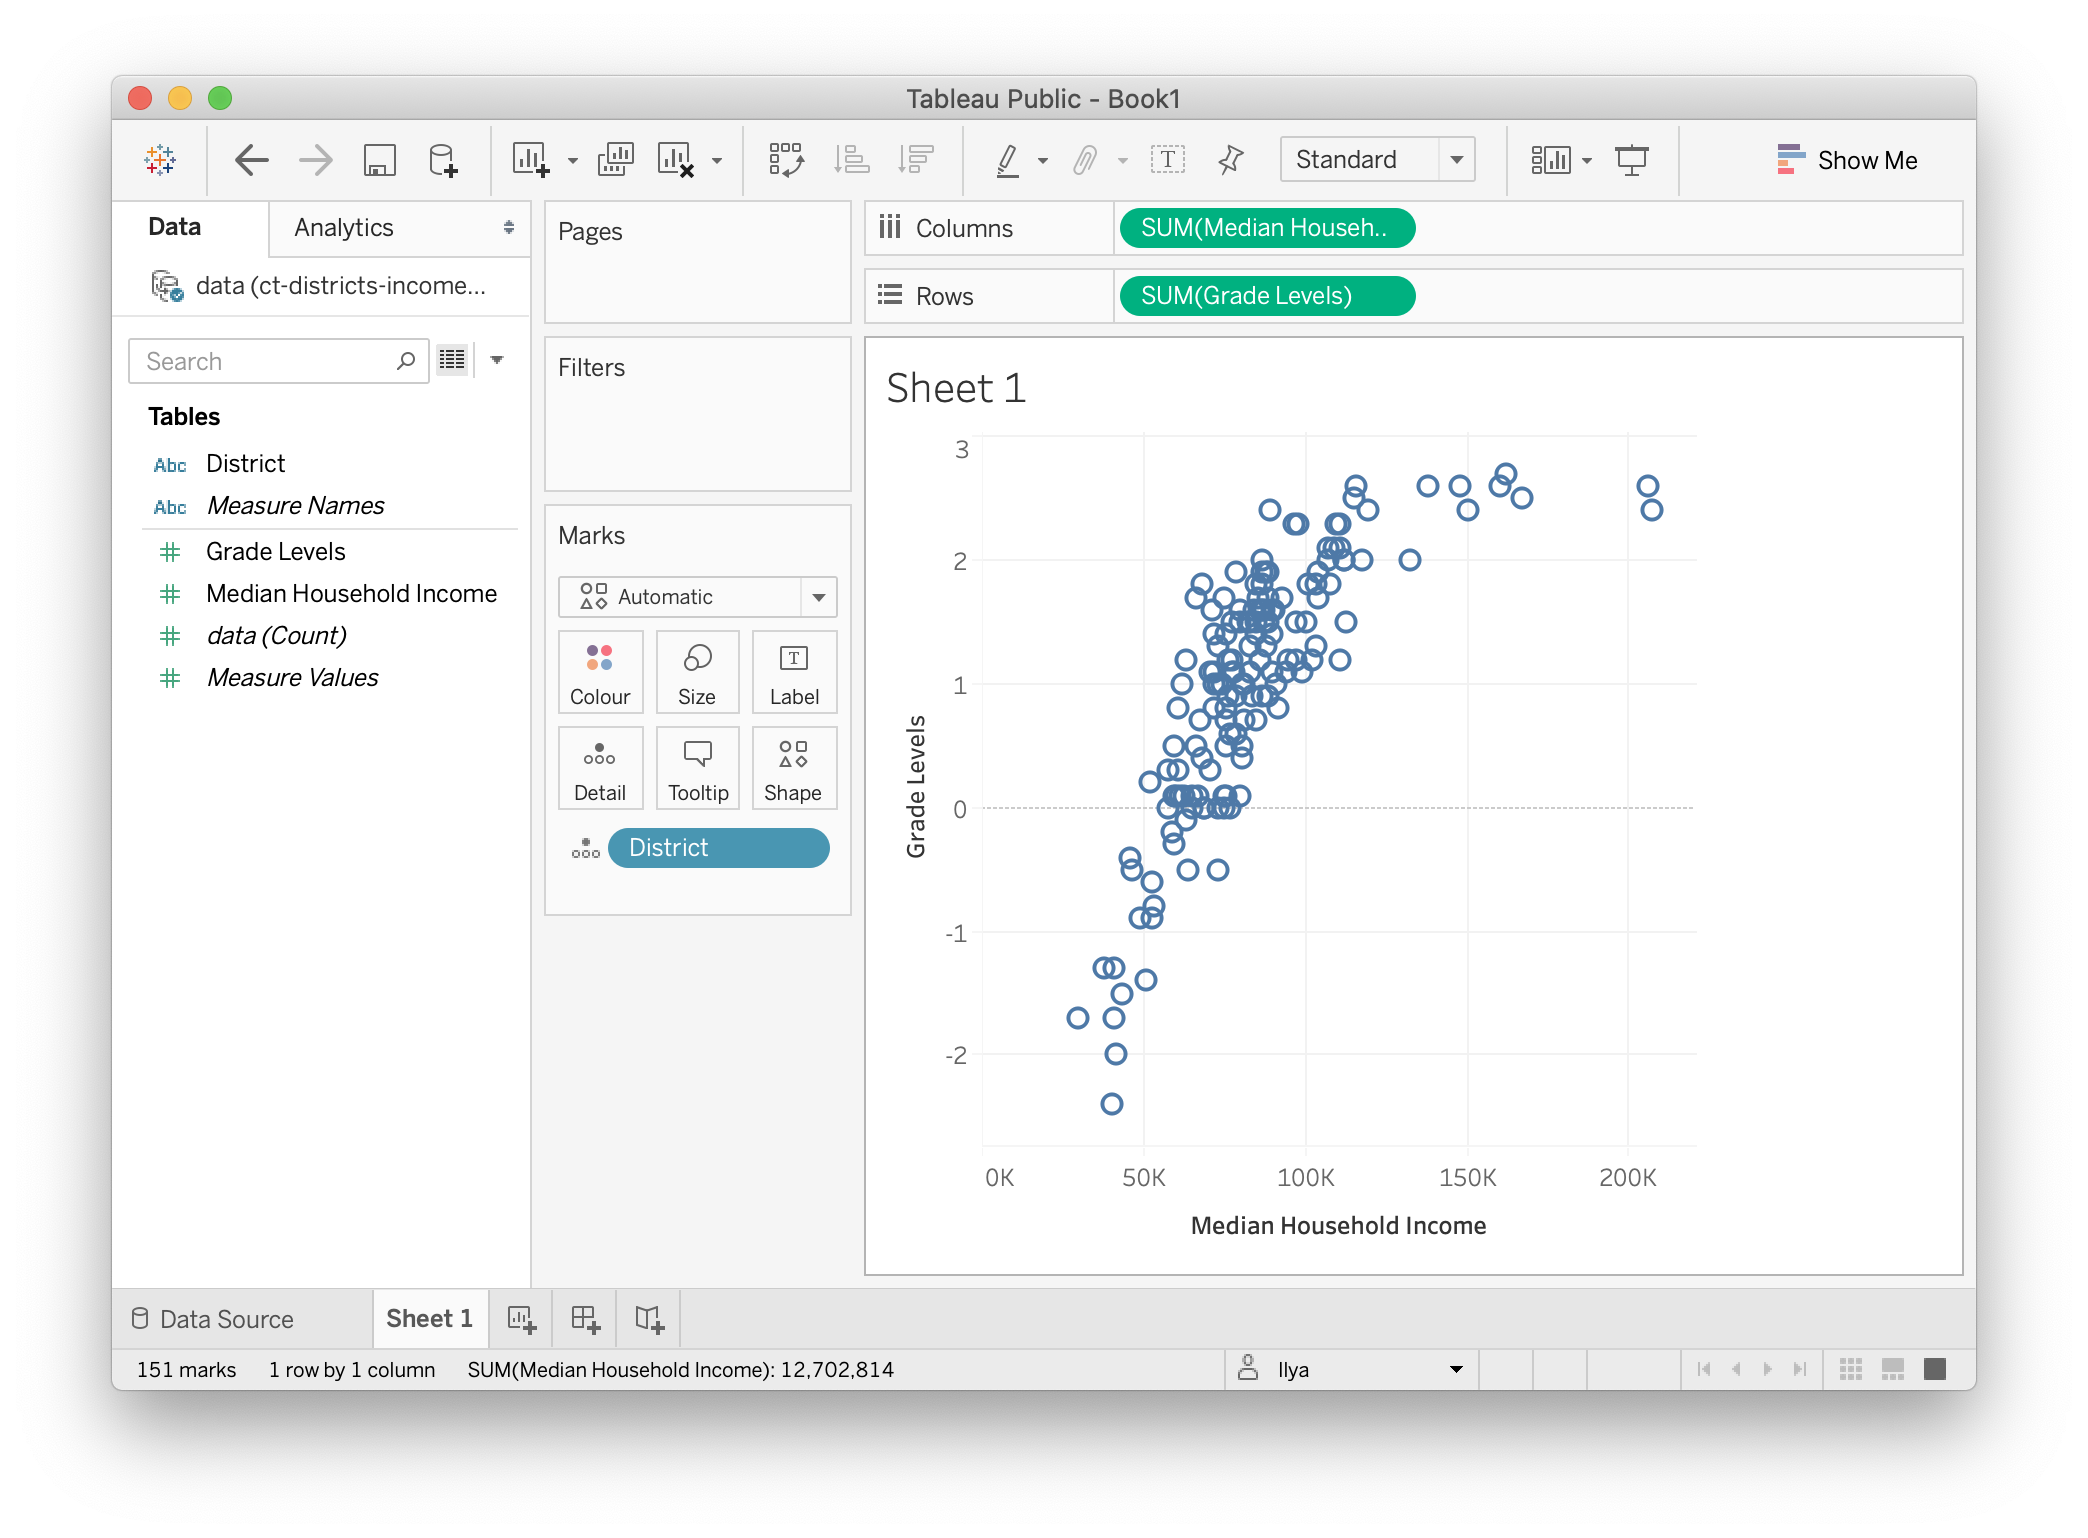 Tableau Public - Book1
Standard
Show Me
Data
Analytics
data (ct-districts-income...
Search
Tables
Abc District
Abc Measure Names
Grade Levels
Median Household Income
data (Count)
Measure Values
Pages
Filters
Marks
Automatic
Colour
Size
T
Label
Detail
Tooltip
Shape
District
Columns
SUM(Median Househ..
Rows
SUM(Grade Levels)
Sheet 1
3
2
1
0
-1
-2
Grade Levels
0K
50K
100K
150K
200K
Median Household Income
Data Source
Sheet 1
151 marks
1 row by 1 column
SUM(Median Household Income): 12,702,814
Ilya